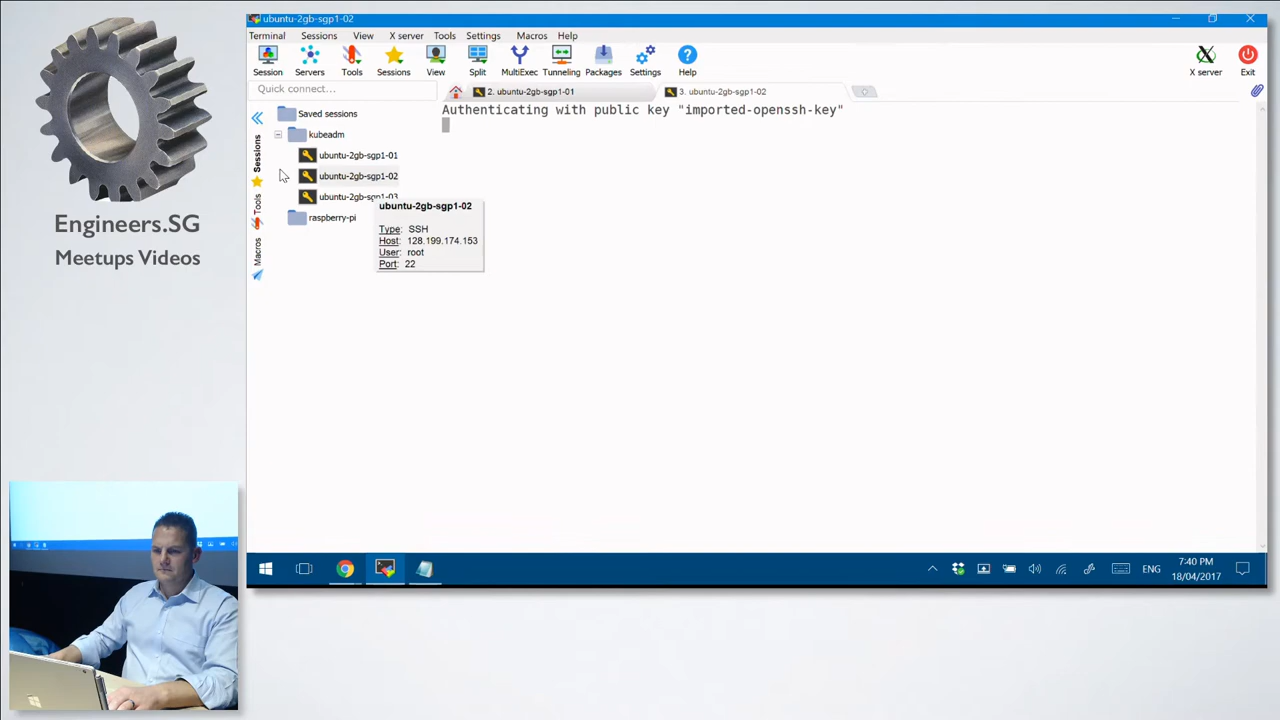 Engineers.SG
Meetups Videos
ubuntu-2gb-sgp1-02
Terminal Sessions View X server Tools Settings Macros Help
Session Servers Tools Sessions View Split MultiExec Tunneling Packages Settings Help X server Exit
Quick connect...
2. ubuntu-2gb-sgp1-01
3. ubuntu-2gb-sgp1-02
Sessions
Tools
Macros
Saved sessions
kubeadm
ubuntu-2gb-sgp1-01
ubuntu-2gb-sgp1-02
ubuntu-2gb-sgp1-03
raspberry-pi
ubuntu-2gb-sgp1-02
Type: SSH
Host: 128.199.174.153
User: root
Port: 22
Authenticating with public key "imported-openssh-key"
ENG
7:40 PM
18/04/2017